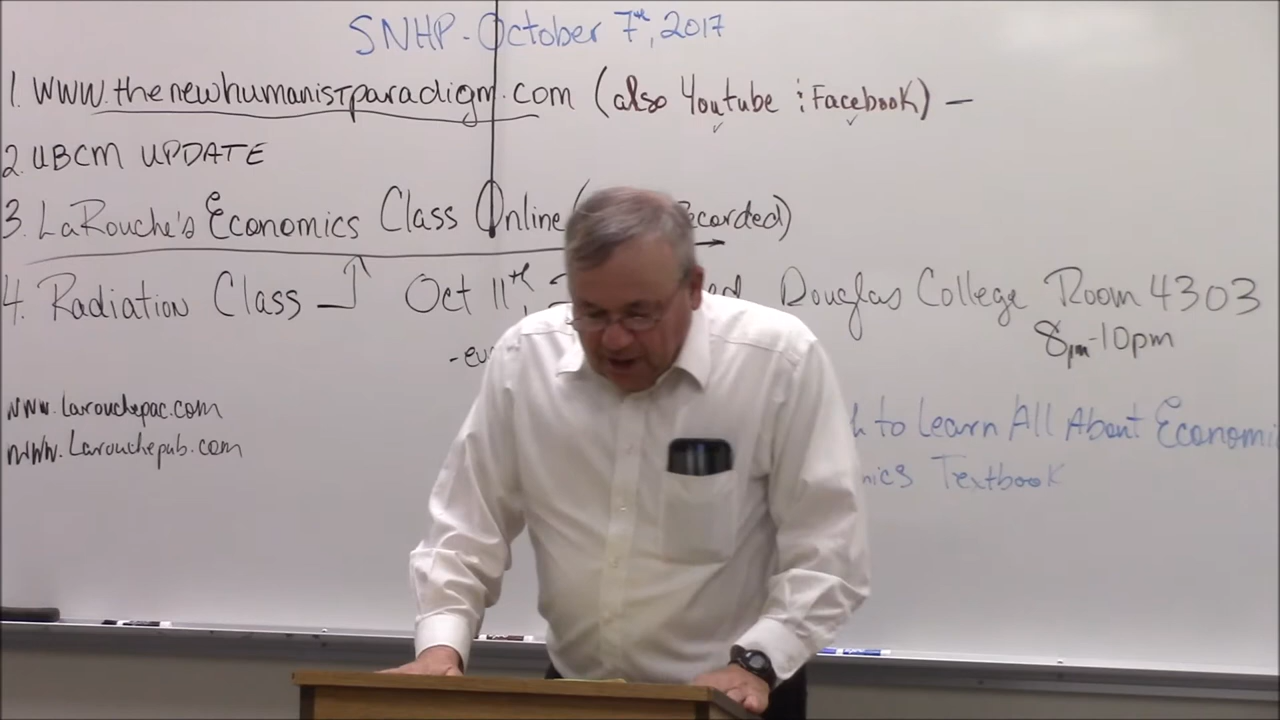 SNHP - October 7th, 2017
1. WWW.thenewhumanistparadigm.com (also Youtube & Facebook) —
2. UBCM UPDATE
3. LaRouche's Economics Class Online ( ecorded)
4. Radiation Class Oct 11th, Douglas College Room 4303
8pm-10pm
www.Larouchepac.com
www.Larouchepub.com
to Learn All About Economi
nics Textbook